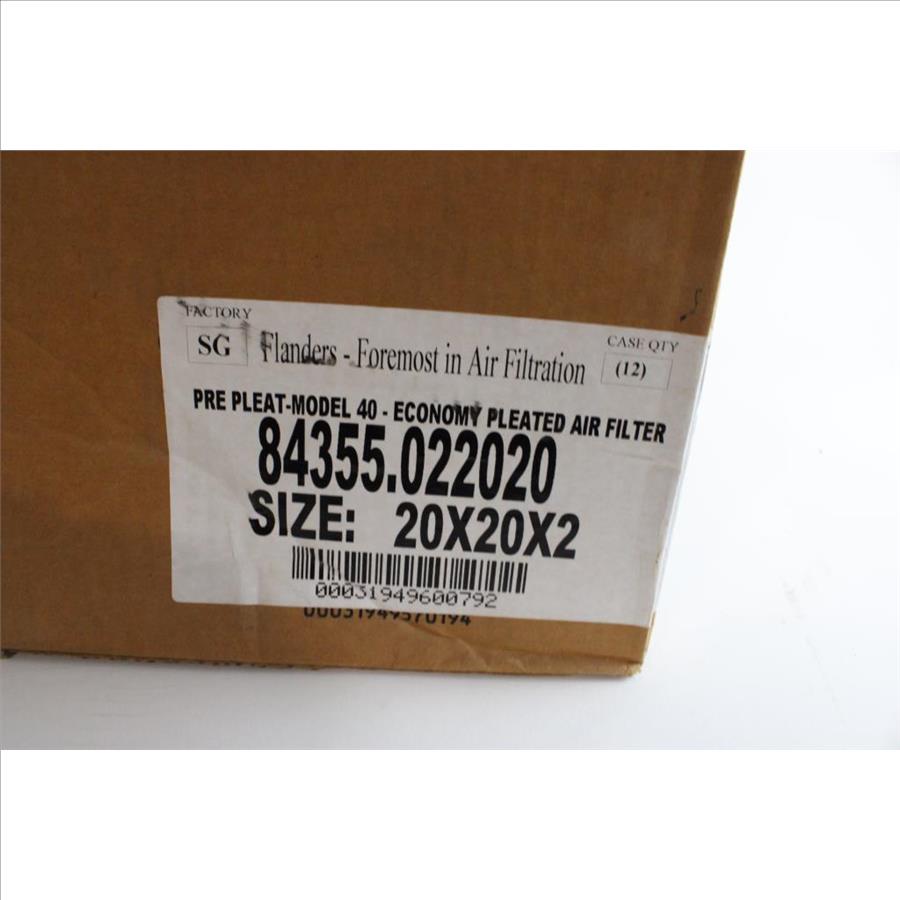 FACTORY
SG
Flanders - Foremost in Air Filtration
CASE QTY
(12)
PRE PLEAT-MODEL 40 - ECONOMY PLEATED AIR FILTER
84355.022020
SIZE: 20X20X2
00031949600792
00031949570194